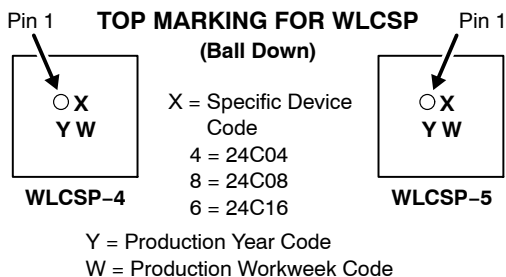 Pin 1
TOP MARKING FOR WLCSP
Pin 1
(Ball Down)
X
Y W
WLCSP−4
X = Specific Device
Code
4 = 24C04
8 = 24C08
6 = 24C16
X
Y W
WLCSP−5
Y = Production Year Code
W = Production Workweek Code